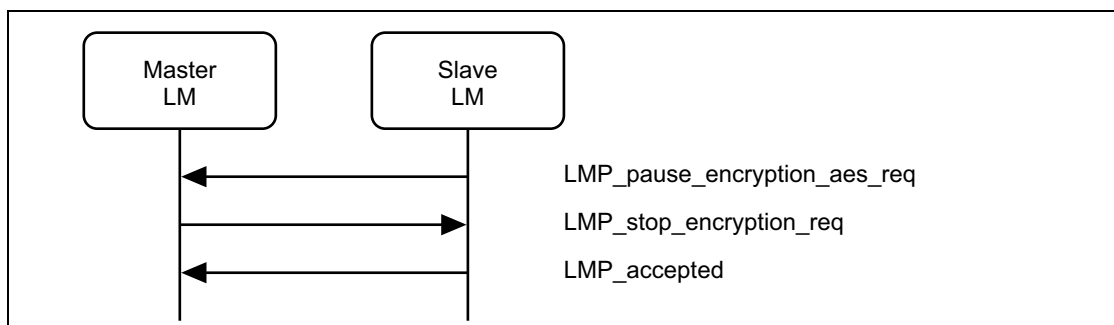 Master
LM
Slave
LM
LMP_pause_encryption_aes_req
LMP_stop_encryption_req
LMP_accepted